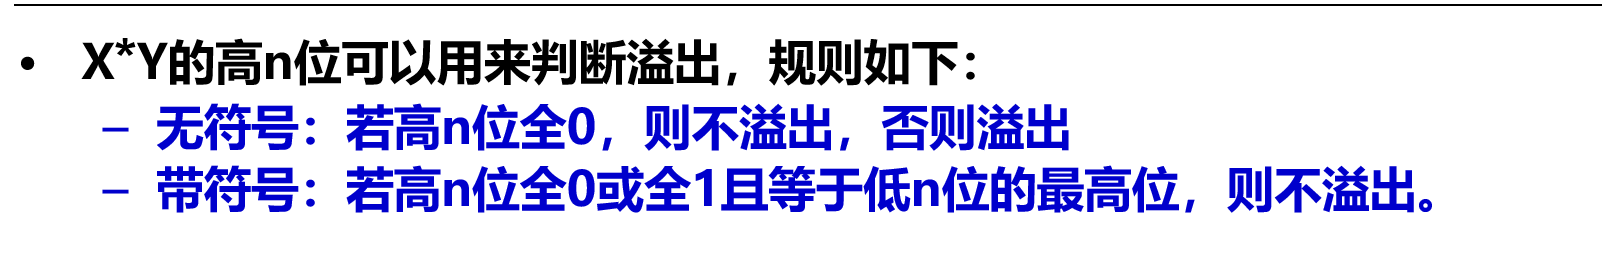 • X*Y的高n位可以用来判断溢出，规则如下：
– 无符号：若高n位全0，则不溢出，否则溢出
– 带符号：若高n位全0或全1且等于低n位的最高位，则不溢出。